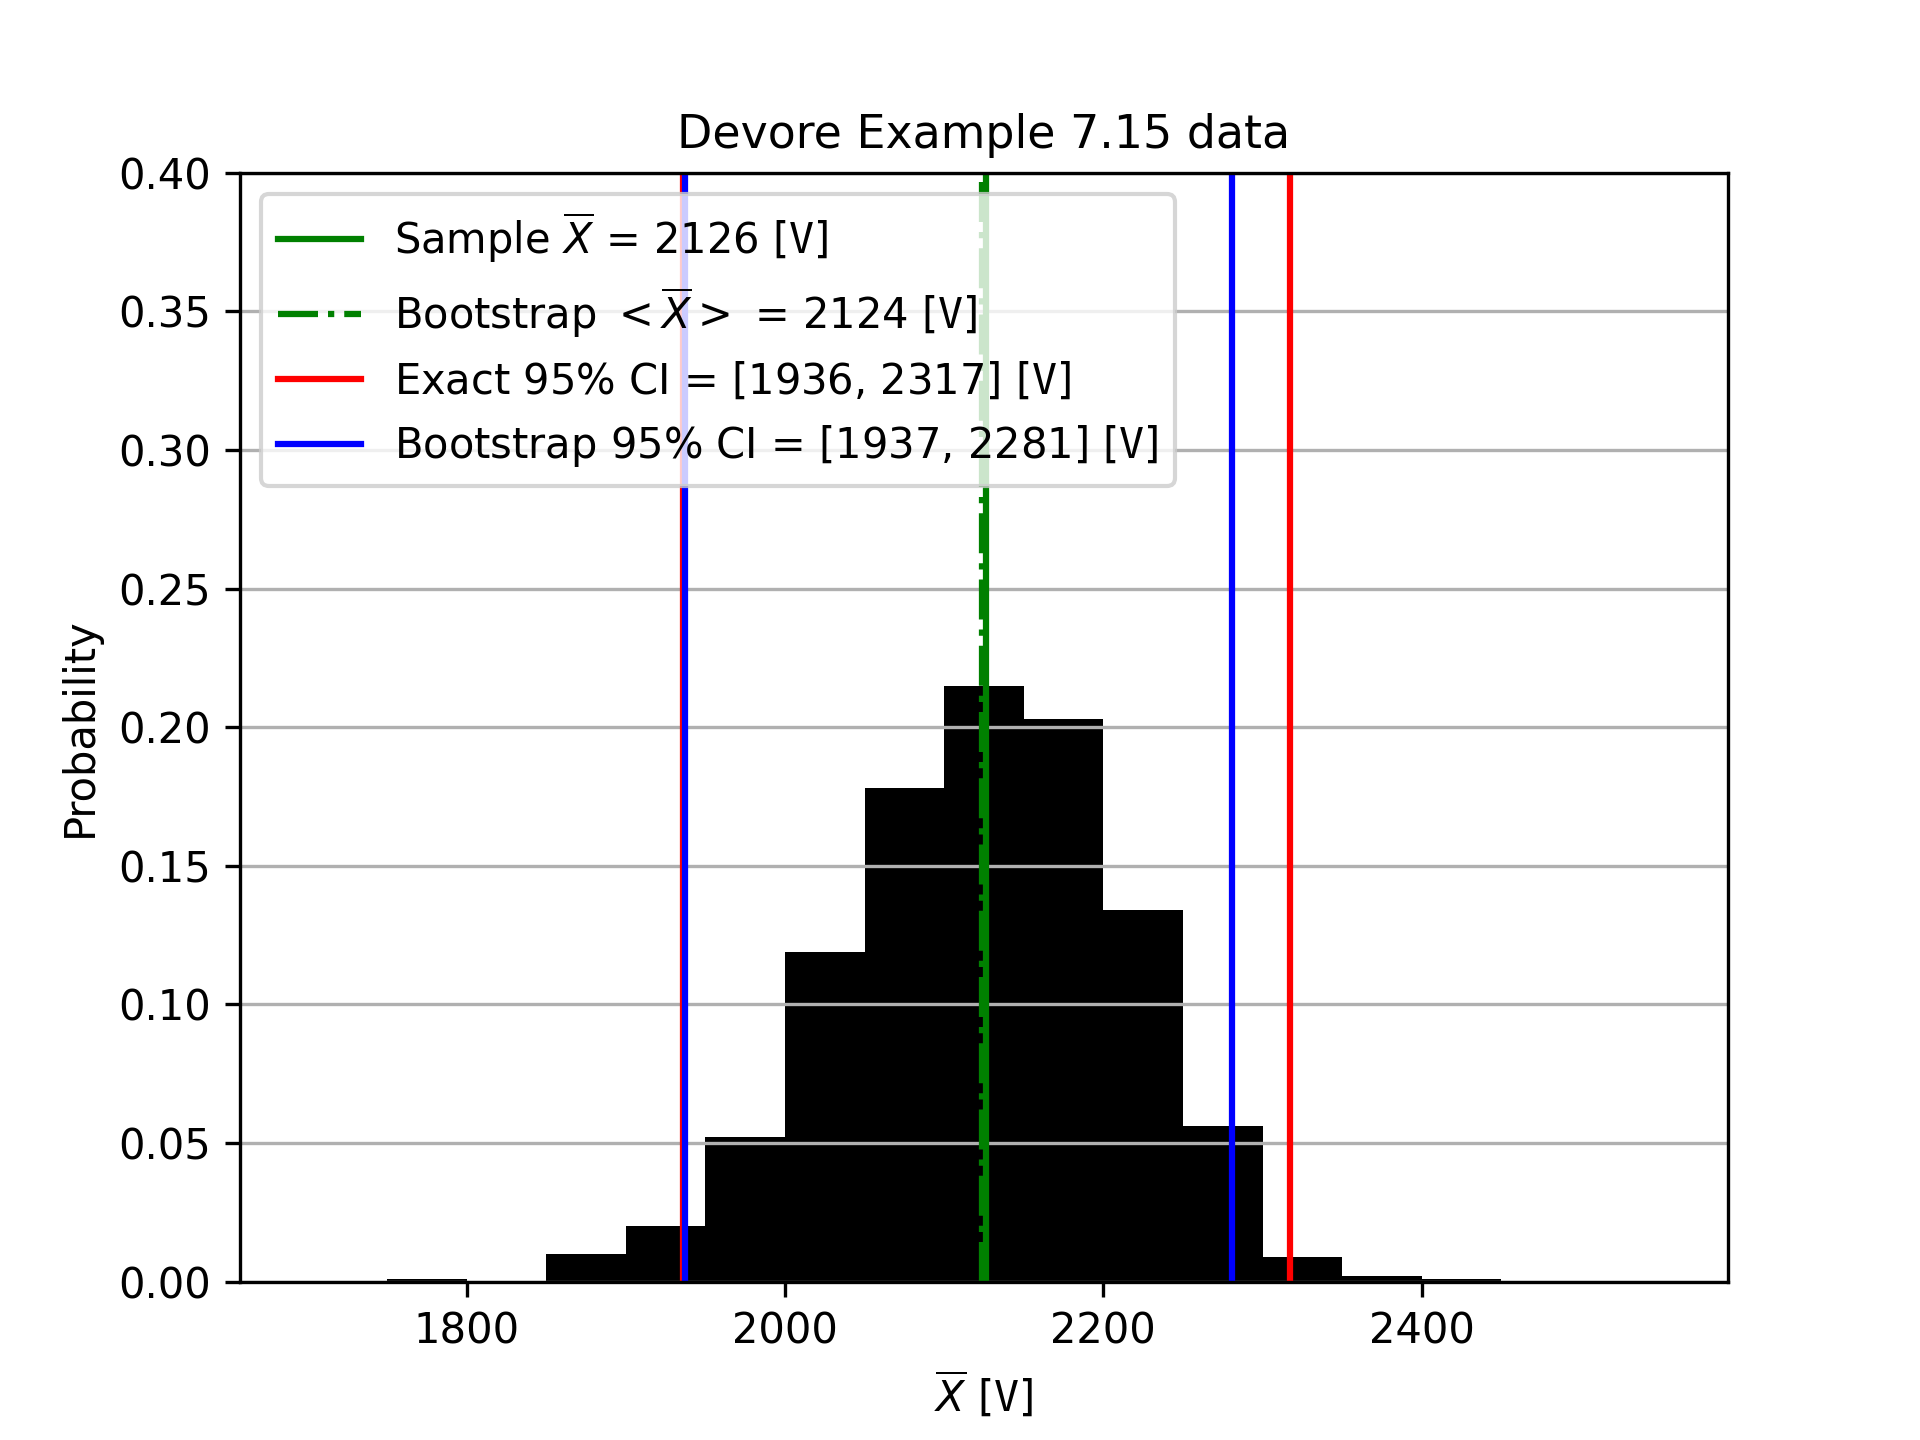 Devore Example 7.15 data
0.40
0.35
0.30
0.25
0.20
0.15
0.10
0.05
0.00
Probability
Sample X̅ = 2126 [V]
Bootstrap <X̅> = 2124 [V]
Exact 95% CI = [1936, 2317] [V]
Bootstrap 95% CI = [1937, 2281] [V]
1800 2000 2200 2400
X̅ [V]